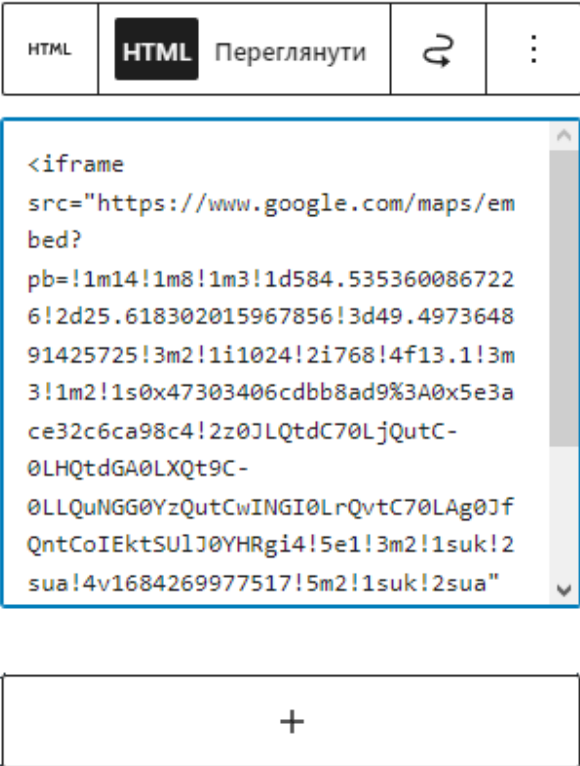 HTML HTML Переглянути
<iframe
src="https://www.google.com/maps/em
bed?
pb=!1m14!1m8!1m3!1d584.535360086722
6!2d25.618302015967856!3d49.4973648
91425725!3m2!1i1024!2i768!4f13.1!3m
3!1m2!1s0x47303406cdbb8ad9%3A0x5e3a
ce32c6ca98c4!2z0JLQtdC70LjQutC-
0LHQtdGA0LXQt9C-
0LLQuNGG0YzQutCwINGI0LrQvtC70LAg0Jf
QntCoIEktSUlJ0YHRgi4!5e1!3m2!1suk!2
sua!4v1684269977517!5m2!1suk!2sua"